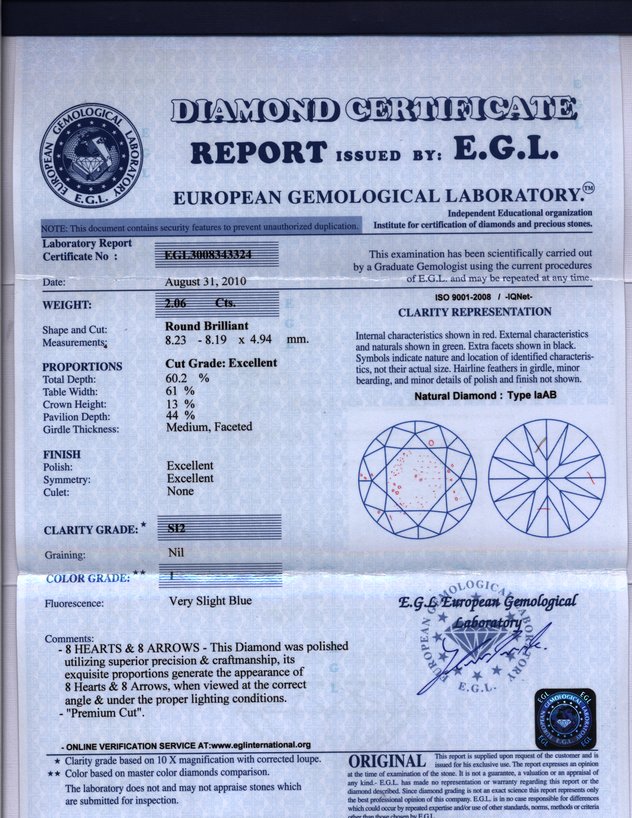 DIAMOND CERTIFICATE
REPORT ISSUED BY: E.G.L.
EUROPEAN GEMOLOGICAL LABORATORY.™
EUROPEAN GEMOLOGICAL LABORATORY
E.G.L.
Independent Educational organization
Institute for certification of diamonds and precious stones.
NOTE: This document contains security features to prevent unauthorized duplication.
Laboratory Report
Certificate No : EGL3008343324
Date: August 31, 2010
WEIGHT: 2.06 Cts.
Shape and Cut: Round Brilliant
Measurements: 8.23 - 8.19 x 4.94 mm.
PROPORTIONS Cut Grade: Excellent
Total Depth: 60.2 %
Table Width: 61 %
Crown Height: 13 %
Pavilion Depth: 44 %
Girdle Thickness: Medium, Faceted
FINISH
Polish: Excellent
Symmetry: Excellent
Culet: None
CLARITY GRADE: * SI2
Graining: Nil
COLOR GRADE: ** I
Fluorescence: Very Slight Blue
Comments:
- 8 HEARTS & 8 ARROWS - This Diamond was polished
utilizing superior precision & craftmanship, its
exquisite proportions generate the appearance of
8 Hearts & 8 Arrows, when viewed at the correct
angle & under the proper lighting conditions.
- "Premium Cut".
- ONLINE VERIFICATION SERVICE AT:www.eglinternational.org
* Clarity grade based on 10 X magnification with corrected loupe.
** Color based on master color diamonds comparison.
The laboratory does not and may not appraise stones which
are submitted for inspection.
This examination has been scientifically carried out
by a Graduate Gemologist using the current procedures
of E.G.L. and may be repeated at any time.
ISO 9001-2008 / -IQNet-
CLARITY REPRESENTATION
Internal characteristics shown in red. External characteristics
and naturals shown in green. Extra facets shown in black.
Symbols indicate nature and location of identified characteris-
tics, not their actual size. Hairline feathers in girdle, minor
bearding, and minor details of polish and finish not shown.
Natural Diamond : Type IaAB
E.G.L European Gemological
Laboratory
EUROPEAN GEMOLOGICAL LABORATORY
E.G.L.
EGL
EGL
ORIGINAL This report is supplied upon request of the customer and is
issued for his exclusive use. The report expresses an opinion
at the time of examination of the stone. It is not a guarantee, a valuation or an appraisal of
any kind.- E.G.L. has made no representation or warranty regarding this report or the
diamond described. Since diamond grading is not an exact science this report represents only
the best professional opinion of this company. E.G.L. is in no case responsible for differences
which could occur by repeated expertise and/or use of other standards, norms, methods or criteria
other than those chosen by E.G.L